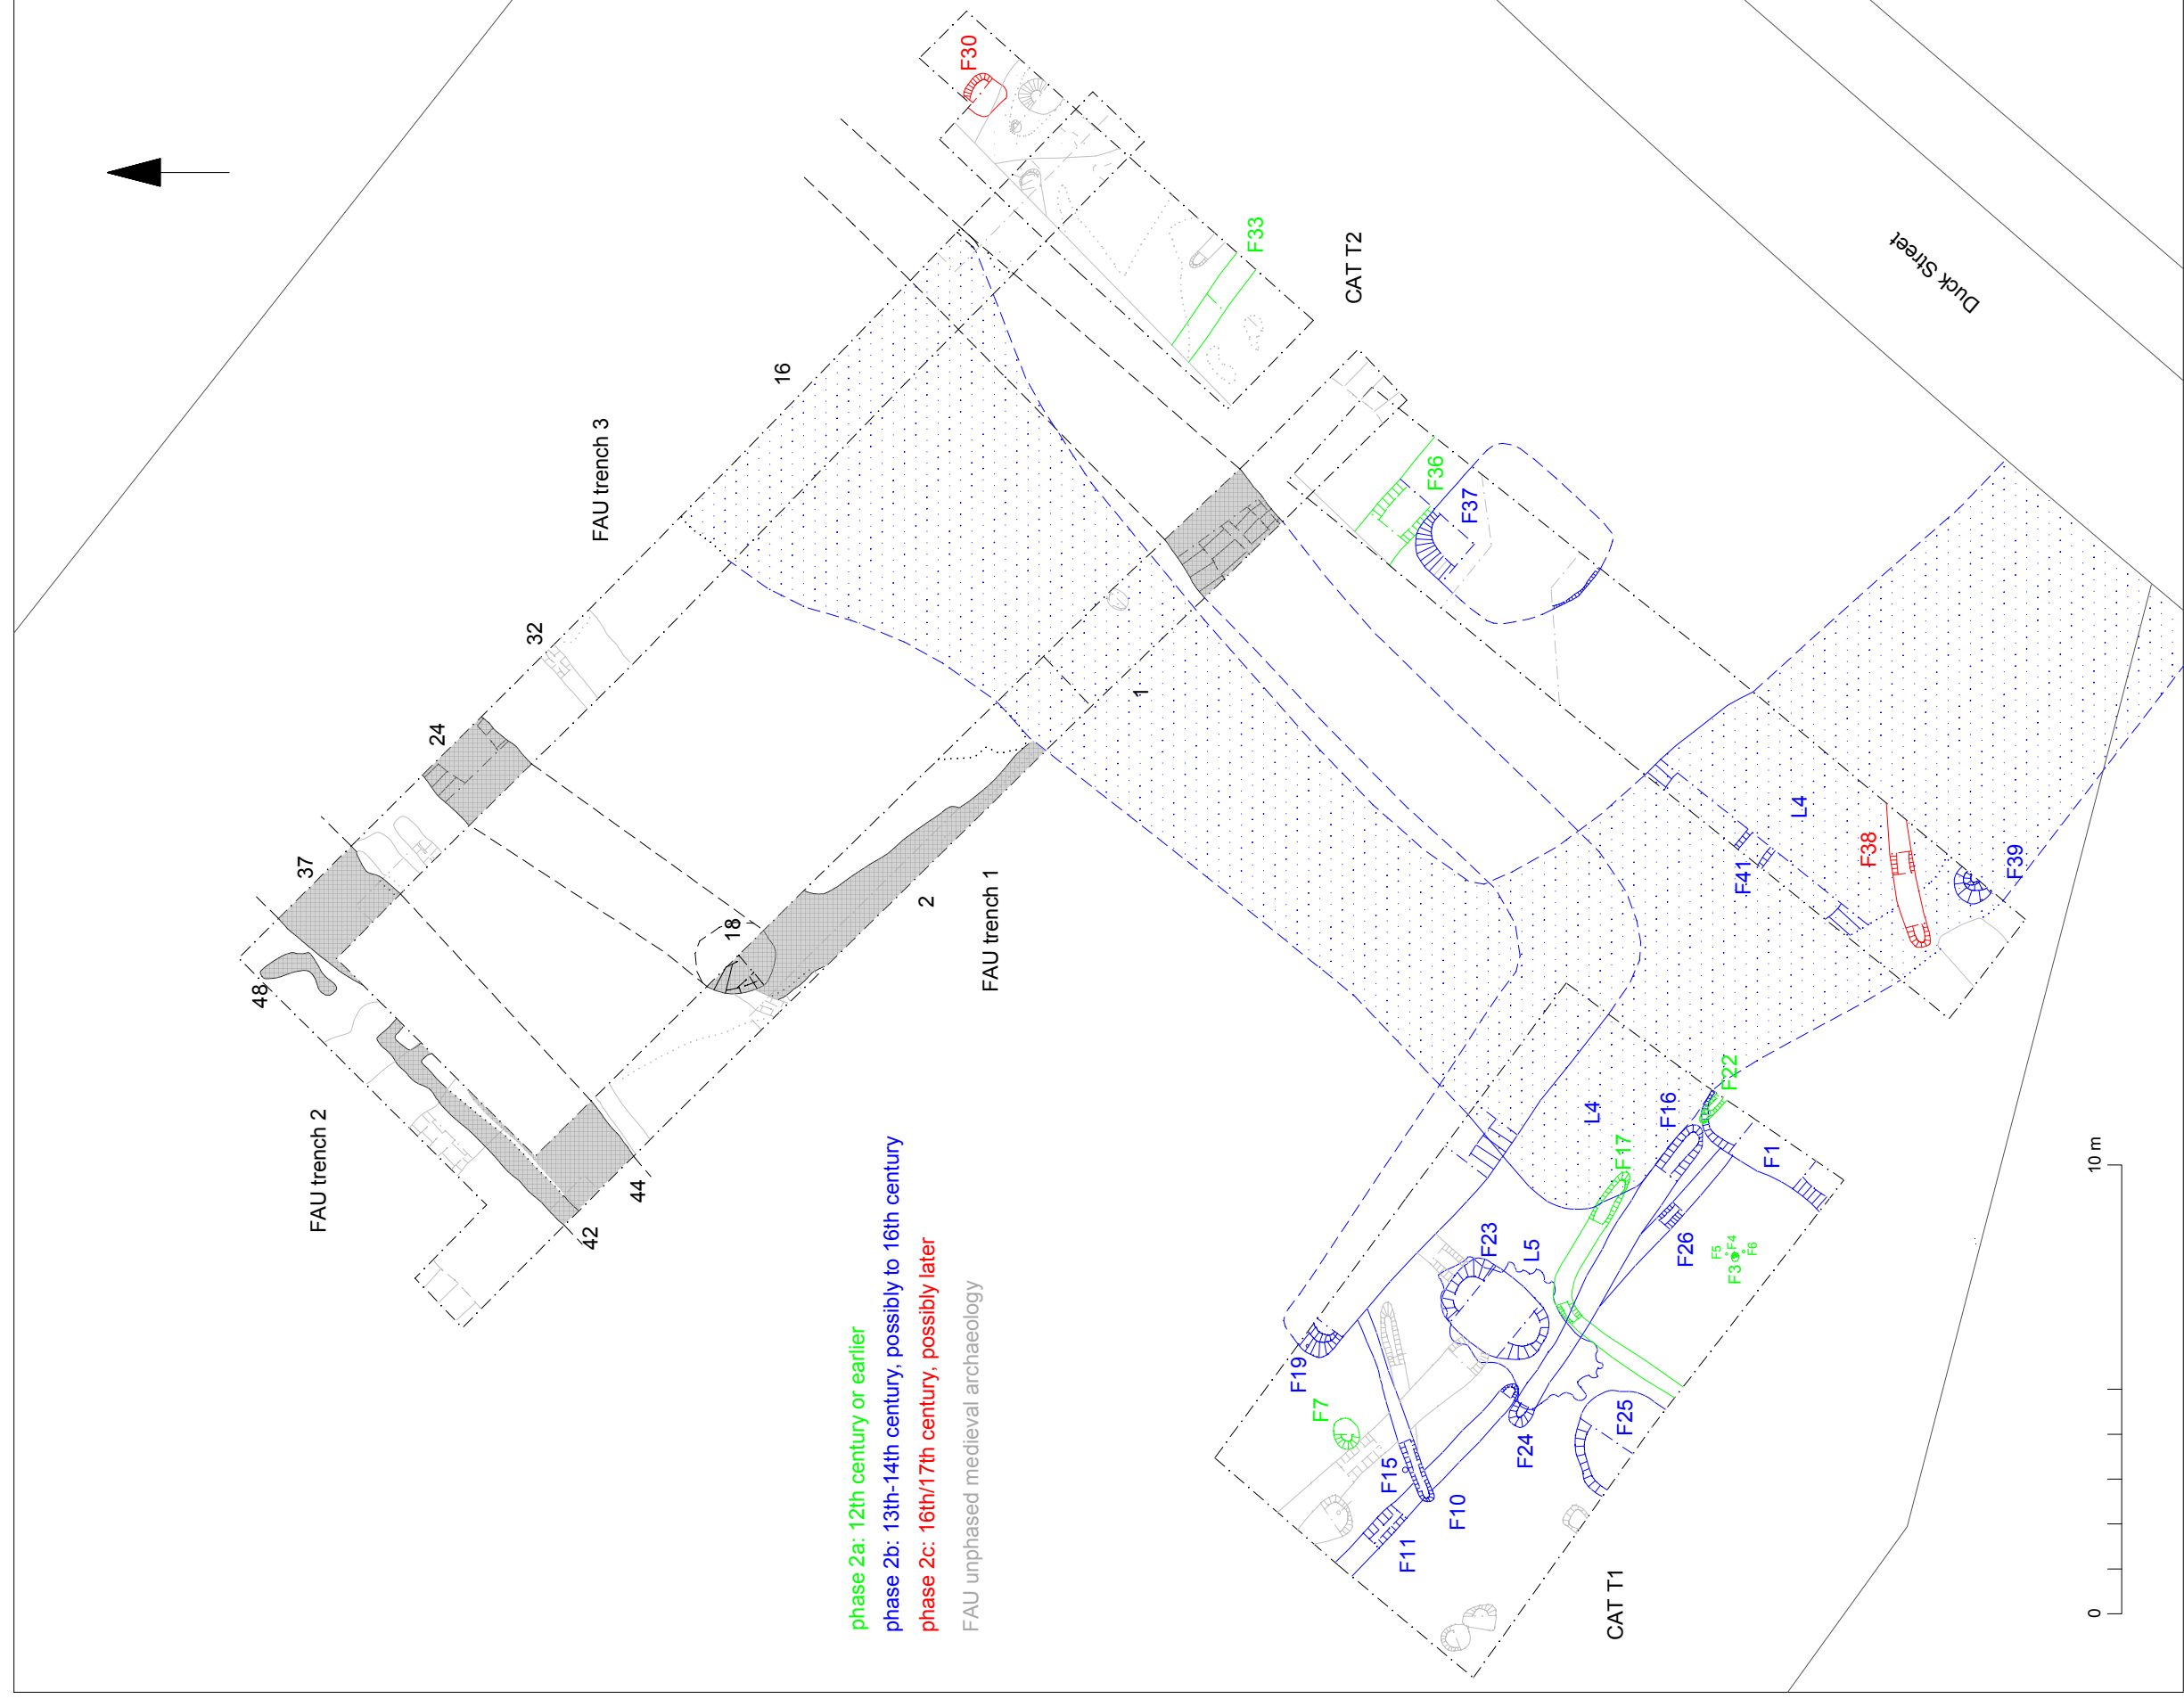 F30
F33
CAT T2
Duck Street
16
FAU trench 3
32
24
37
48
18
FAU trench 2
42
44
2
FAU trench 1
1
F36
F37
L4
F41
F38
F39
F22
F16
L4
F17
F1
F23
L5
F26
F5
F4
F3
F6
F19
F7
F15
F10
F11
F24
F25
CAT T1
phase 2a: 12th century or earlier
phase 2b: 13th-14th century, possibly to 16th century
phase 2c: 16th/17th century, possibly later
FAU unphased medieval archaeology
0
10 m